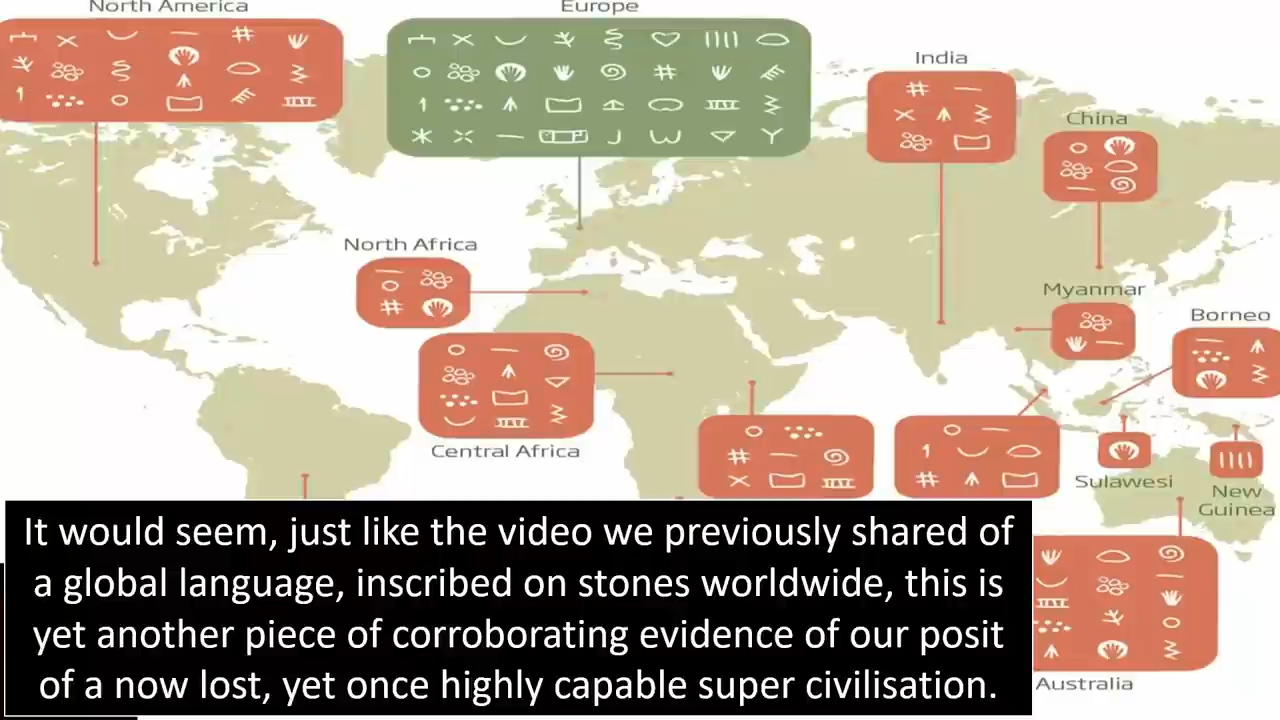 North America
Europe
India
China
North Africa
Myanmar
Borneo
Central Africa
Sulawesi
New
Guinea
It would seem, just like the video we previously shared of
a global language, inscribed on stones worldwide, this is
yet another piece of corroborating evidence of our posit
of a now lost, yet once highly capable super civilisation.
Australia